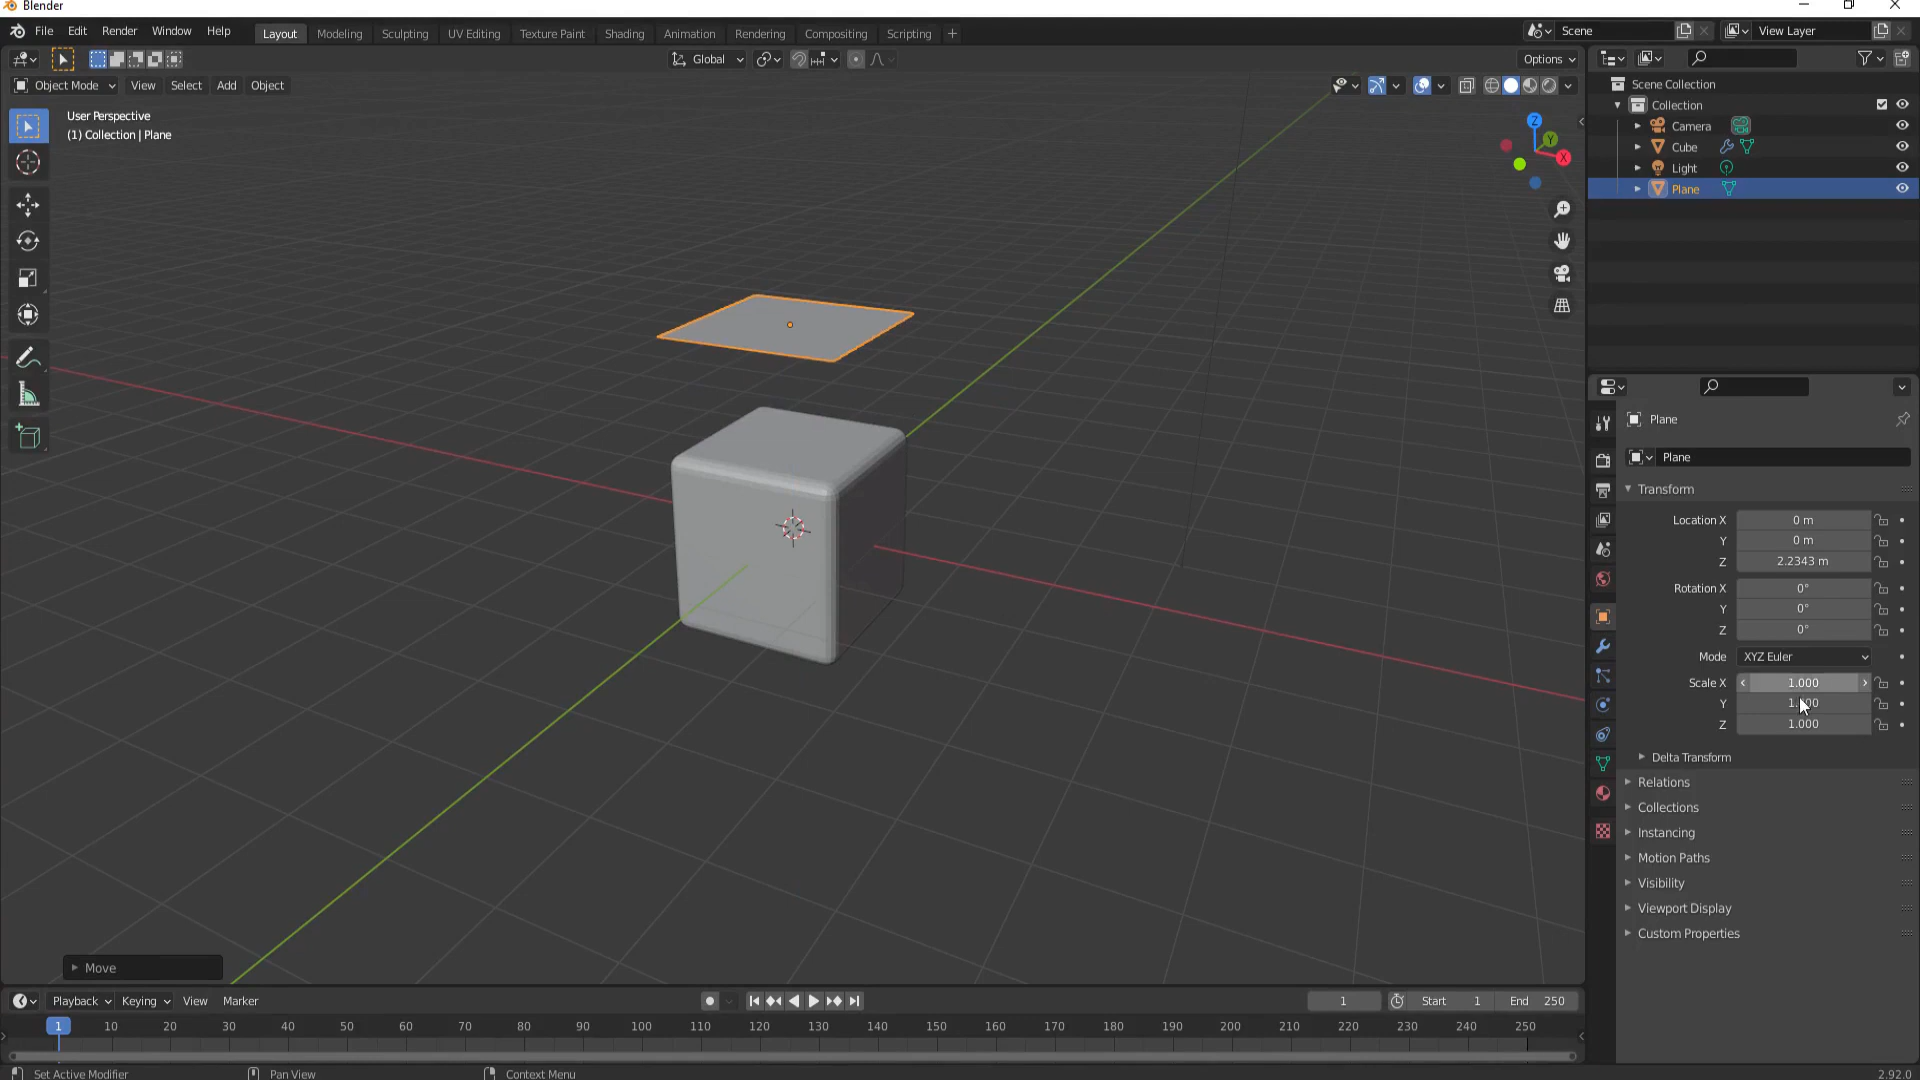 Blender
File Edit Render Window Help
Layout Modeling Sculpting UV Editing Texture Paint Shading Animation Rendering Compositing Scripting +
Scene
View Layer
Global
Options
Object Mode View Select Add Object
User Perspective
(1) Collection | Plane
Z
Y
X
Scene Collection
Collection
Camera
Cube
Light
Plane
Plane
Plane
Transform
Location X 0 m
Y 0 m
Z 2.2343 m
Rotation X 0°
Y 0°
Z 0°
Mode XYZ Euler
Scale X 1.000
Y
Z 1.000
Delta Transform
Relations
Collections
Instancing
Motion Paths
Visibility
Viewport Display
Custom Properties
Move
Playback Keying View Marker
1 Start 1 End 250
1 10 20 30 40 50 60 70 80 90 100 110 120 130 140 150 160 170 180 190 200 210 220 230 240 250
Set Active Modifier Pan View Context Menu 2.92.0